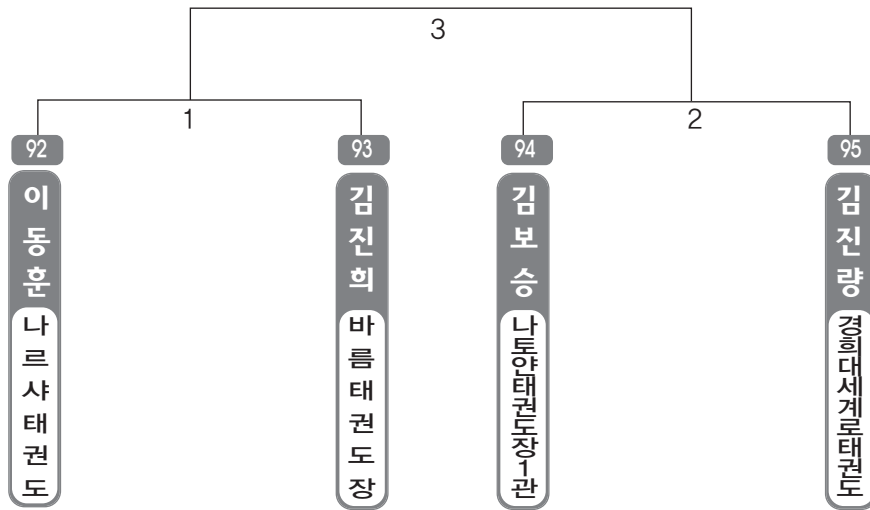 3
1
2
92
이동훈
나르샤태권도
93
김진희
바름태권도장
94
김보승
나토얀태권도장1관
95
김진량
경희대세계로태권도